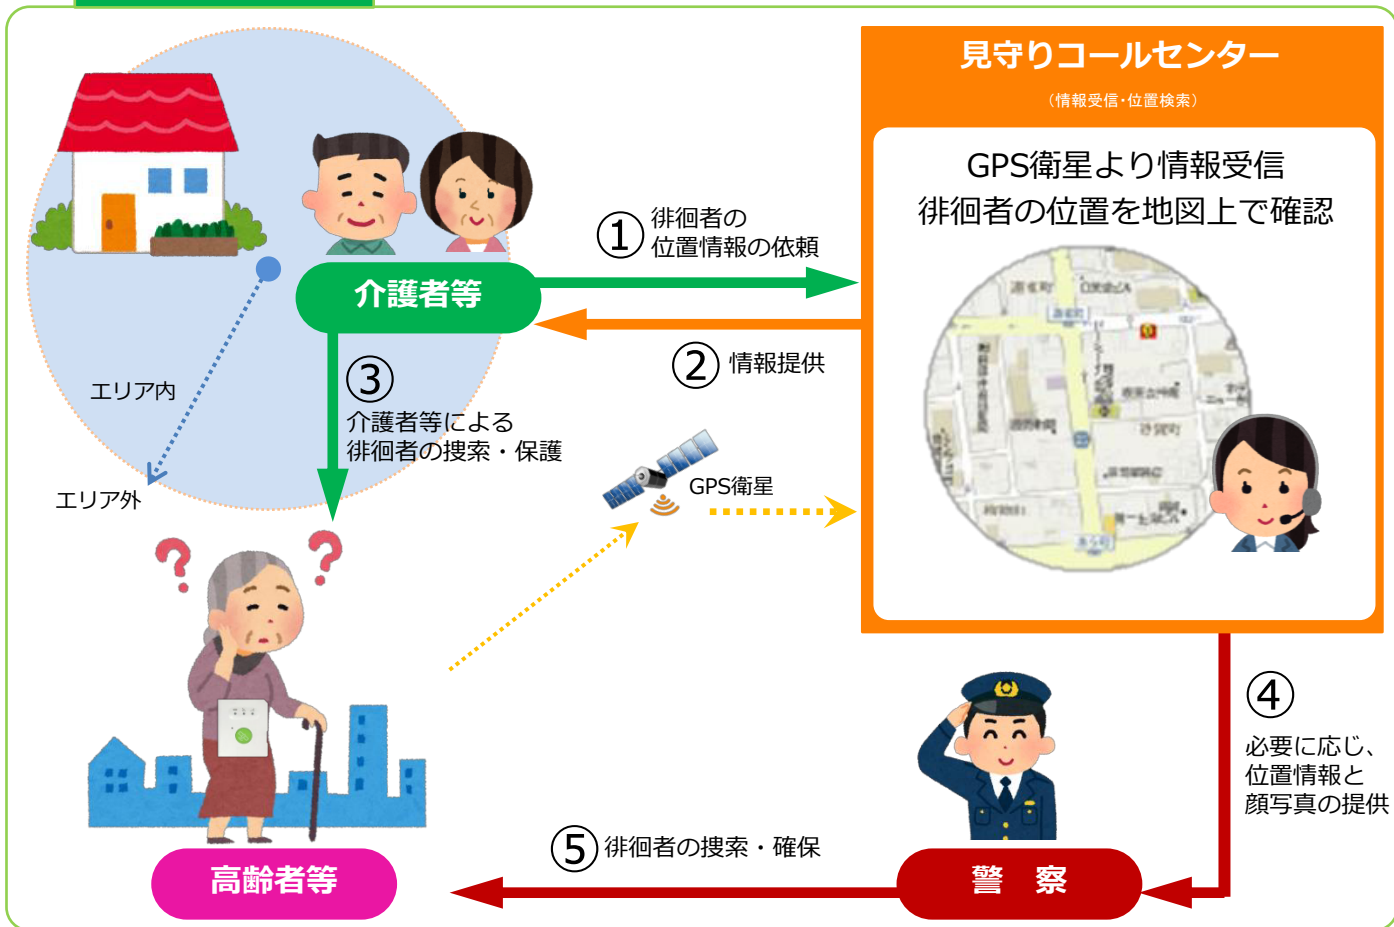 見守りコールセンター
(情報受信・位置検索)
GPS衛星より情報受信
徘徊者の位置を地図上で確認
① 徘徊者の
位置情報の依頼
介護者等
② 情報提供
③
介護者等による
徘徊者の捜索・保護
エリア内
エリア外
GPS衛星
④
必要に応じ、
位置情報と
顔写真の提供
⑤ 徘徊者の捜索・確保
高齢者等
警 察